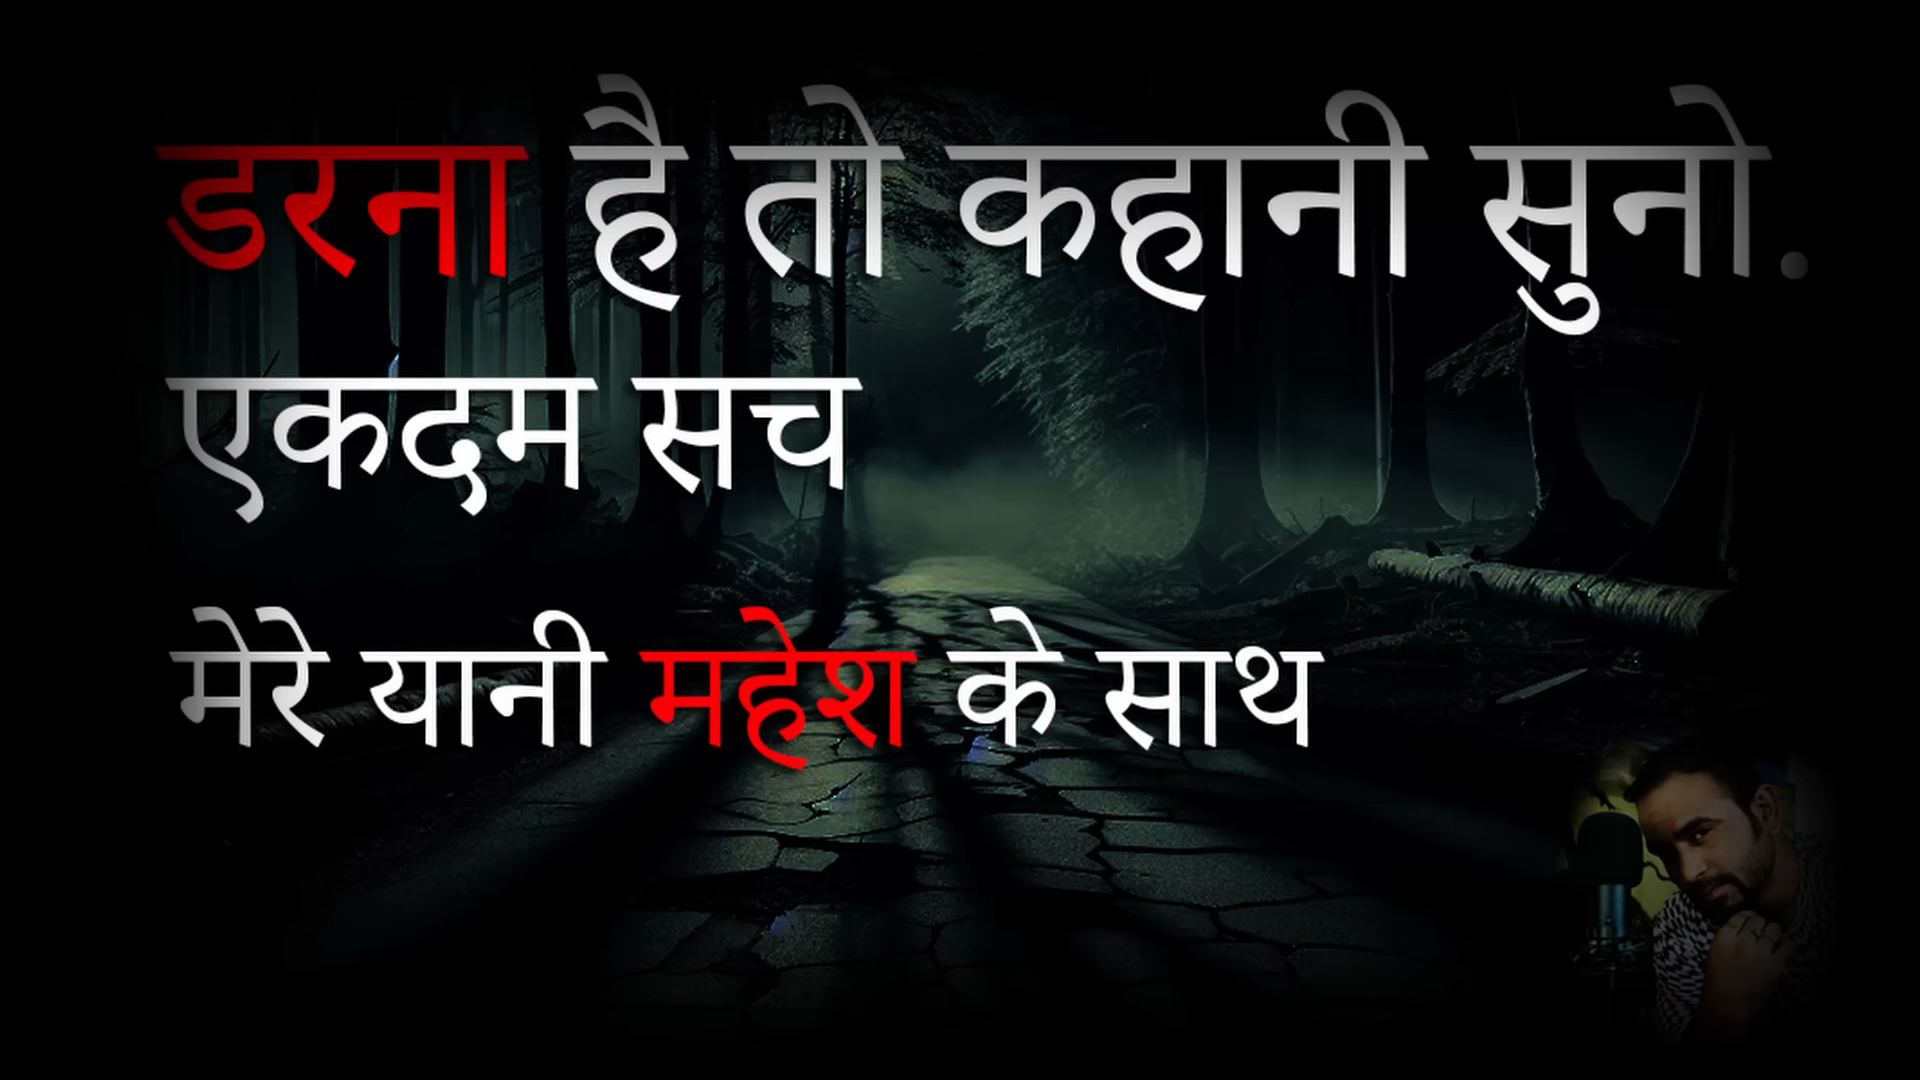 डरना है तो कहानी सुनो.
एकदम सच
मेरे यानी महेश के साथ